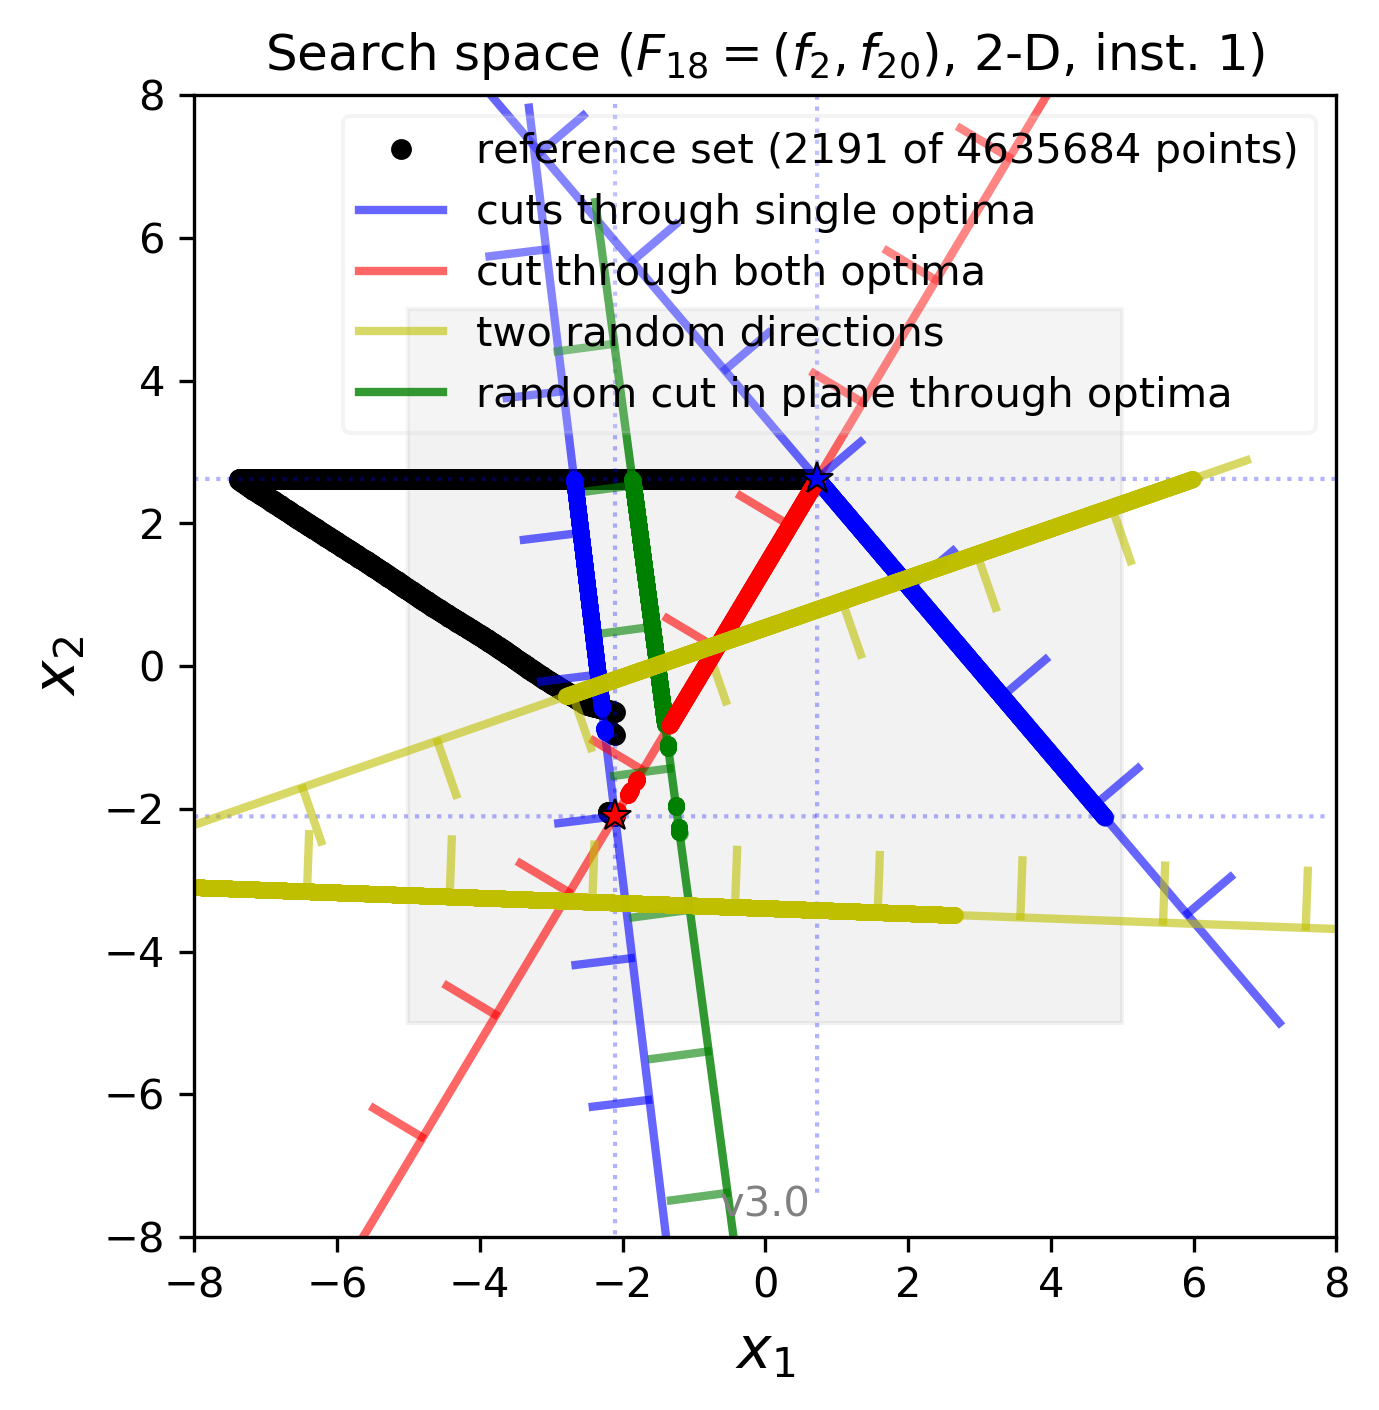 Search space (F₁₈ = (f₂, f₂₀), 2-D, inst. 1)
reference set (2191 of 4635684 points)
cuts through single optima
cut through both optima
two random directions
random cut in plane through optima
8
6
4
2
0
−2
−4
−6
−8
x₂
v3.0
−8 −6 −4 −2 0 2 4 6 8
x₁